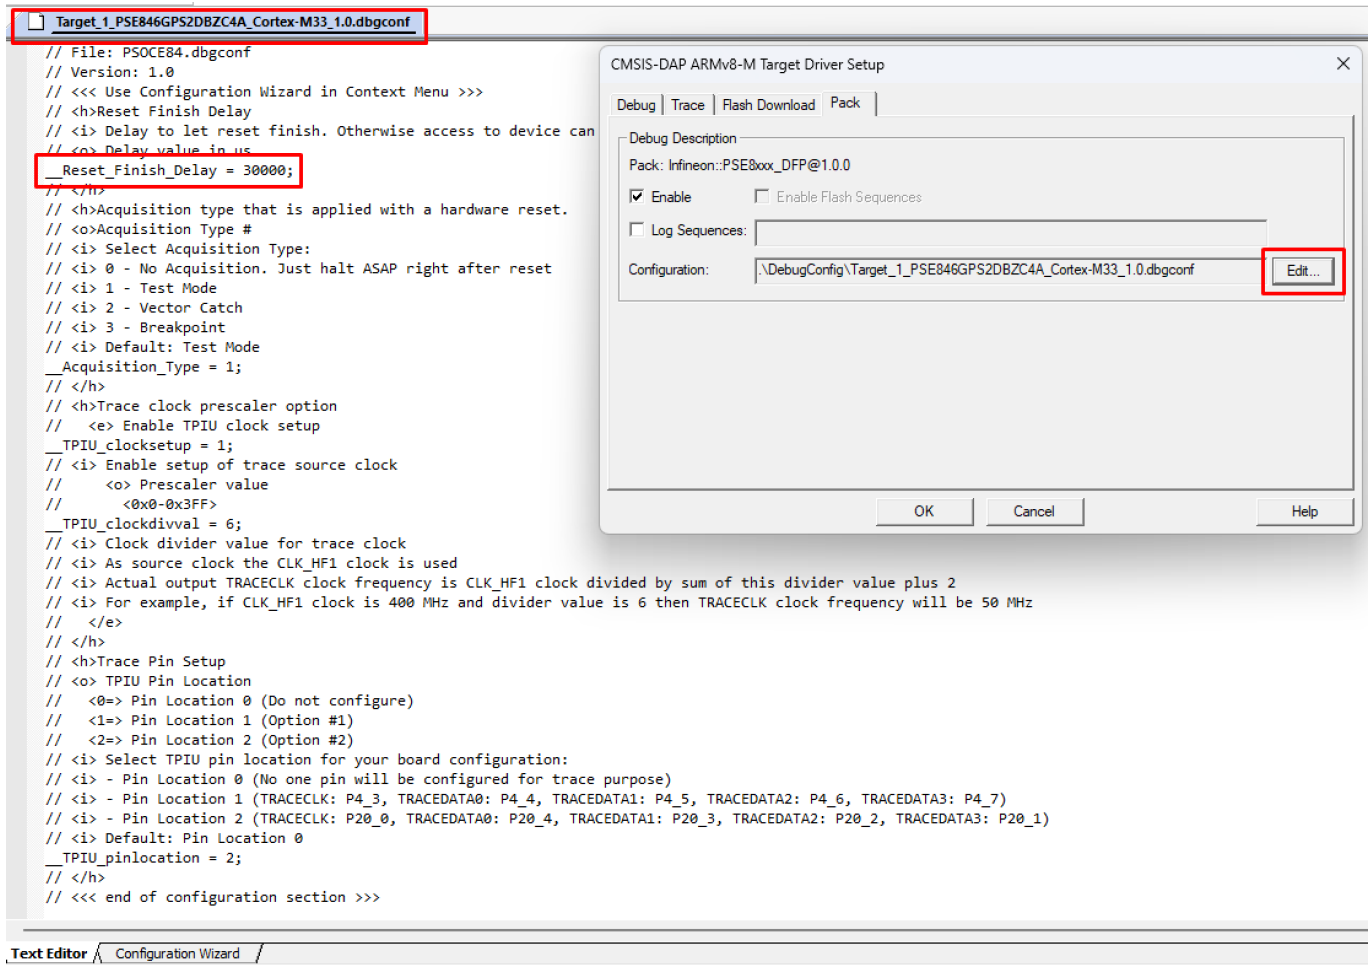 Target_1_PSE846GPS2DBZC4A_Cortex-M33_1.0.dbgconf
// File: PSOCE84.dbgconf
// Version: 1.0
// <<< Use Configuration Wizard in Context Menu >>>
// <h>Reset Finish Delay
// <i> Delay to let reset finish. Otherwise access to device can
// <o> Delay value in us
__Reset_Finish_Delay = 30000;
// </h>
// <h>Acquisition type that is applied with a hardware reset.
// <o>Acquisition Type #
// <i> Select Acquisition Type:
// <i> 0 - No Acquisition. Just halt ASAP right after reset
// <i> 1 - Test Mode
// <i> 2 - Vector Catch
// <i> 3 - Breakpoint
// <i> Default: Test Mode
__Acquisition_Type = 1;
// </h>
// <h>Trace clock prescaler option
//   <e> Enable TPIU clock setup
__TPIU_clocksetup = 1;
// <i> Enable setup of trace source clock
//     <o> Prescaler value
//       <0x0-0x3FF>
__TPIU_clockdivval = 6;
// <i> Clock divider value for trace clock
// <i> As source clock the CLK_HF1 clock is used
// <i> Actual output TRACECLK clock frequency is CLK_HF1 clock divided by sum of this divider value plus 2
// <i> For example, if CLK_HF1 clock is 400 MHz and divider value is 6 then TRACECLK clock frequency will be 50 MHz
//   </e>
// </h>
// <h>Trace Pin Setup
// <o> TPIU Pin Location
//   <0=> Pin Location 0 (Do not configure)
//   <1=> Pin Location 1 (Option #1)
//   <2=> Pin Location 2 (Option #2)
// <i> Select TPIU pin location for your board configuration:
// <i> - Pin Location 0 (No one pin will be configured for trace purpose)
// <i> - Pin Location 1 (TRACECLK: P4_3, TRACEDATA0: P4_4, TRACEDATA1: P4_5, TRACEDATA2: P4_6, TRACEDATA3: P4_7)
// <i> - Pin Location 2 (TRACECLK: P20_0, TRACEDATA0: P20_4, TRACEDATA1: P20_3, TRACEDATA2: P20_2, TRACEDATA3: P20_1)
// <i> Default: Pin Location 0
__TPIU_pinlocation = 2;
// </h>
// <<< end of configuration section >>>
CMSIS-DAP ARMv8-M Target Driver Setup
Debug Trace Flash Download Pack
Debug Description
Pack: Infineon::PSE8xxx_DFP@1.0.0
Enable Enable Flash Sequences
Log Sequences:
Configuration: .\DebugConfig\Target_1_PSE846GPS2DBZC4A_Cortex-M33_1.0.dbgconf Edit...
OK Cancel Help
Text Editor Configuration Wizard